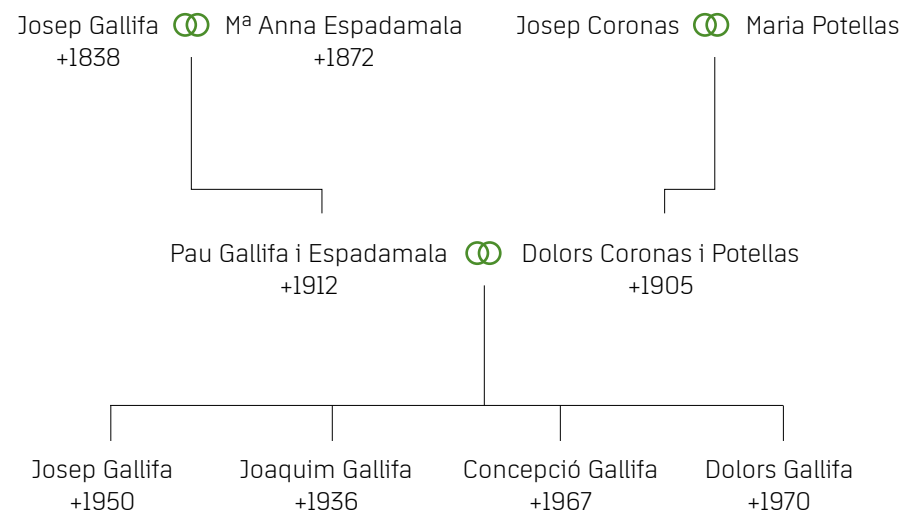 Josep Gallifa Mª Anna Espadamala Josep Coronas Maria Potellas
+1838 +1872
Pau Gallifa i Espadamala Dolors Coronas i Potellas
+1912 +1905
Josep Gallifa Joaquim Gallifa Concepció Gallifa Dolors Gallifa
+1950 +1936 +1967 +1970